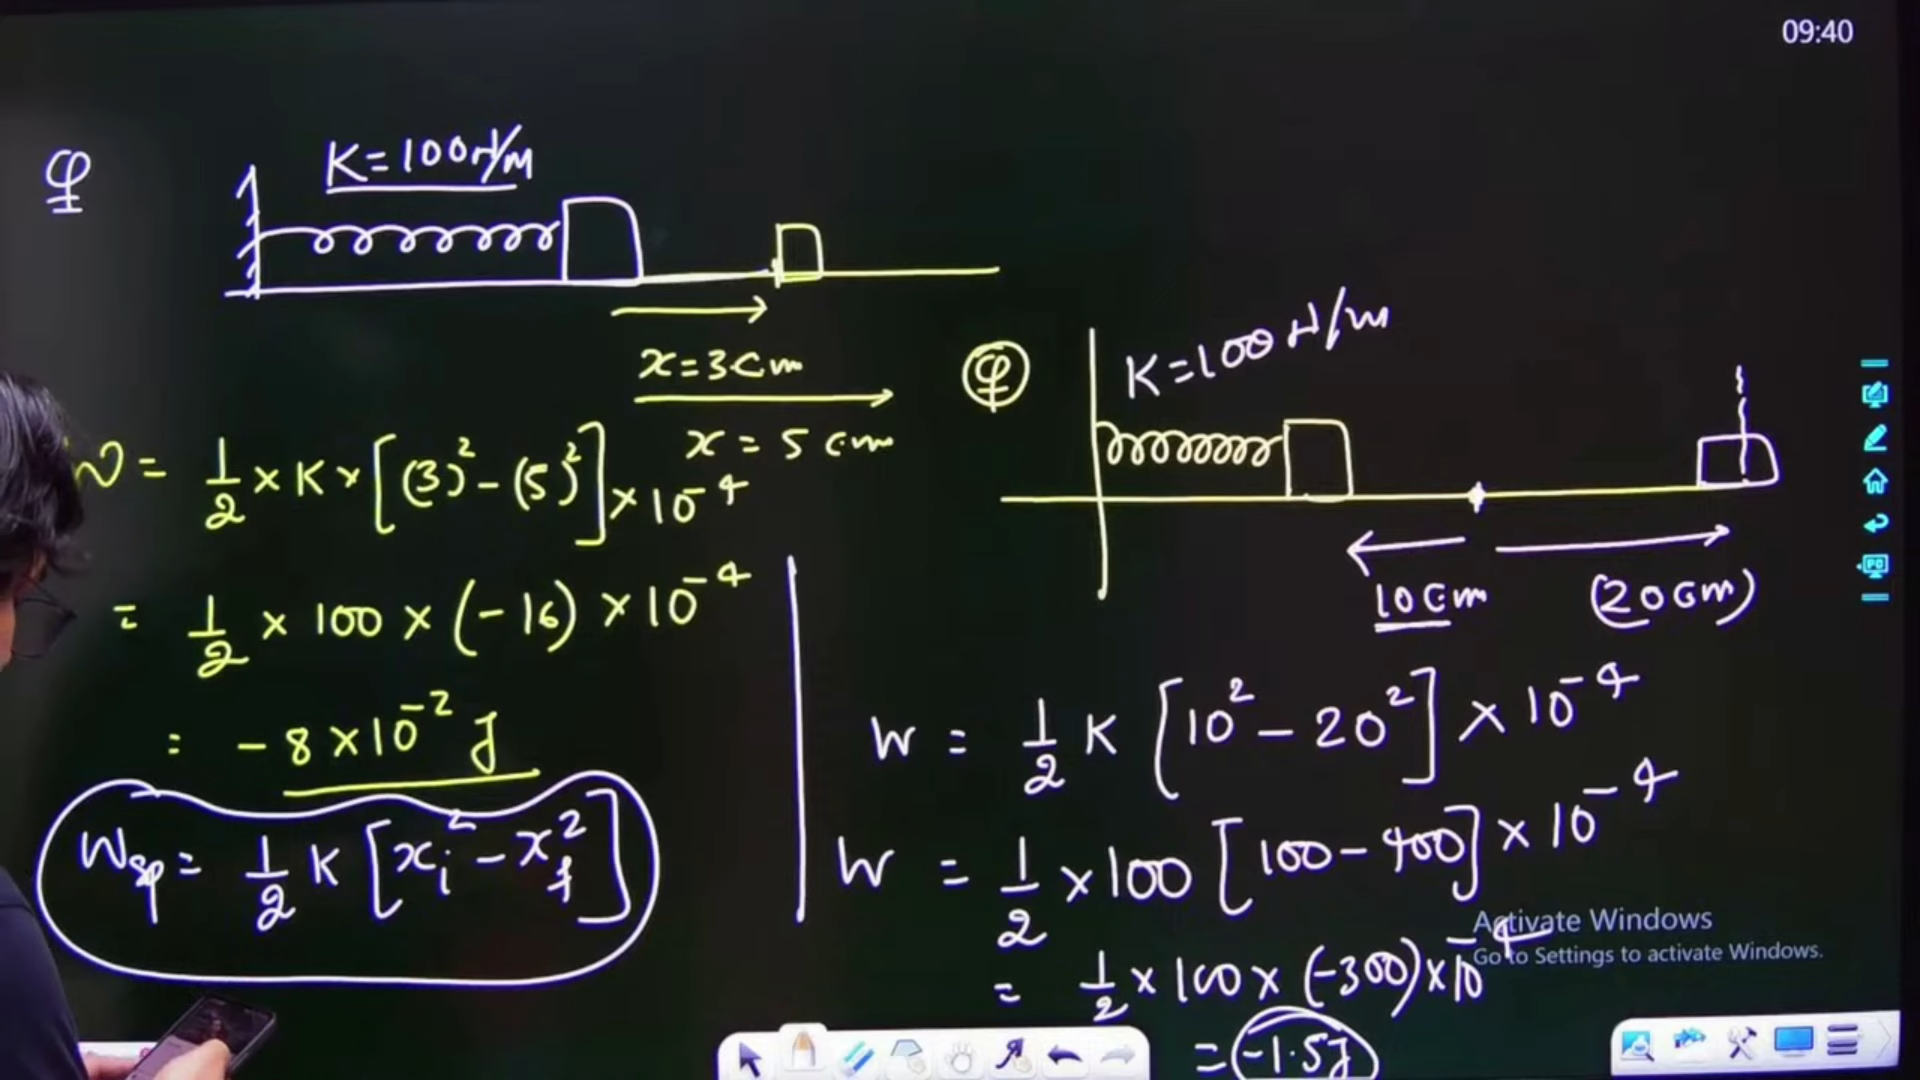 09:40
Q
K=100N/m
x=3cm
x = 5 cm
W = 1/2 × K × [(3)² - (5)²] × 10⁻⁴
= 1/2 × 100 × (-16) × 10⁻⁴
= -8 × 10⁻² J
Wsp = 1/2 K [xᵢ² - x_f²]
Q
K=100N/m
10cm
(20cm)
W = 1/2 K [10² - 20²] × 10⁻⁴
W = 1/2 × 100 [100 - 400] × 10⁻⁴
= 1/2 × 100 × (-300) × 10⁻⁴
= -1.5J
Activate Windows
Go to Settings to activate Windows.